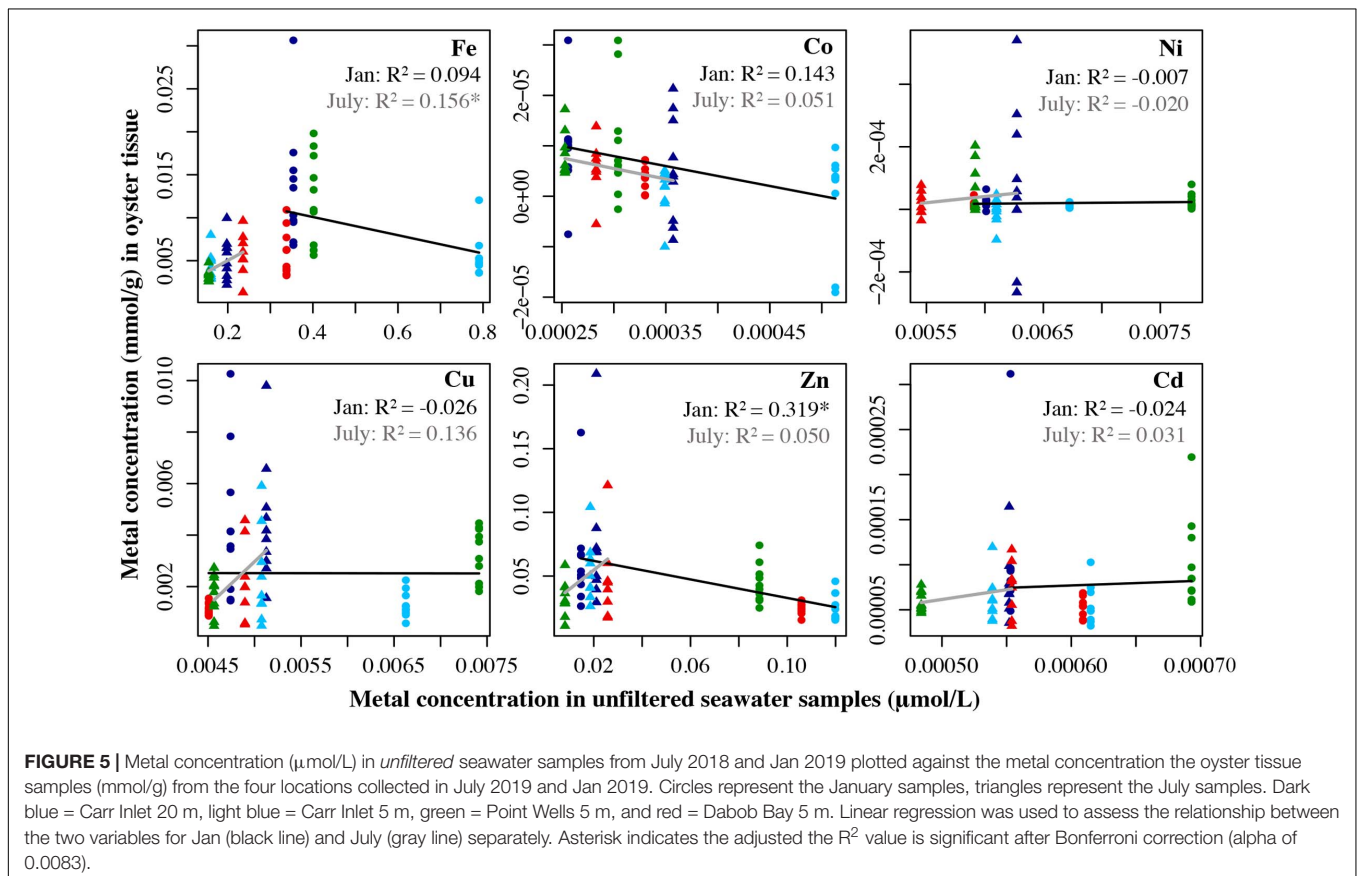 Metal concentration (mmol/g) in oyster tissue
Fe
Jan: R² = 0.094
July: R² = 0.156*
0.025
0.015
0.005
0.2 0.4 0.6 0.8
Co
Jan: R² = 0.143
July: R² = 0.051
2e-05
0e+00
−2e-05
0.00025 0.00035 0.00045
Ni
Jan: R² = -0.007
July: R² = -0.020
2e-04
−2e-04
0.0055 0.0065 0.0075
Cu
Jan: R² = -0.026
July: R² = 0.136
0.010
0.006
0.002
0.0045 0.0055 0.0065 0.0075
Zn
Jan: R² = 0.319*
July: R² = 0.050
0.20
0.15
0.10
0.05
0.02 0.06 0.10
Cd
Jan: R² = -0.024
July: R² = 0.031
0.00025
0.00015
0.00005
0.00050 0.00060 0.00070
Metal concentration in unfiltered seawater samples (μmol/L)
FIGURE 5 | Metal concentration (μmol/L) in unfiltered seawater samples from July 2018 and Jan 2019 plotted against the metal concentration the oyster tissue
samples (mmol/g) from the four locations collected in July 2019 and Jan 2019. Circles represent the January samples, triangles represent the July samples. Dark
blue = Carr Inlet 20 m, light blue = Carr Inlet 5 m, green = Point Wells 5 m, and red = Dabob Bay 5 m. Linear regression was used to assess the relationship between
the two variables for Jan (black line) and July (gray line) separately. Asterisk indicates the adjusted the R² value is significant after Bonferroni correction (alpha of
0.0083).